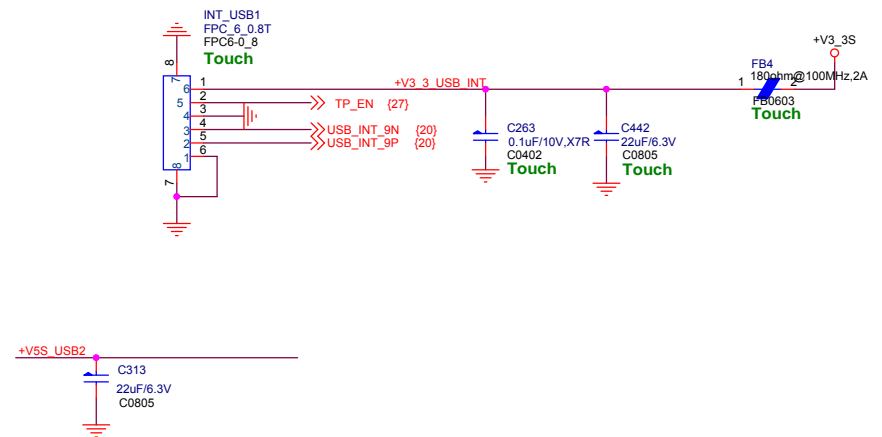 INT_USB1
FPC_6_0.8T
FPC6-0_8
Touch
+V3_3S
FB4
180ohm@100MHz,2A
1 2
FB0603
Touch
8
7
1
6
+V3_3_USB_INT
2
5
TP_EN {27}
3
4
4
3
USB_INT_9N {20}
5
2
USB_INT_9P {20}
6
1
8
7
C263
0.1uF/10V,X7R
C0402
Touch
C442
22uF/6.3V
C0805
Touch
+V5S_USB2
C313
22uF/6.3V
C0805